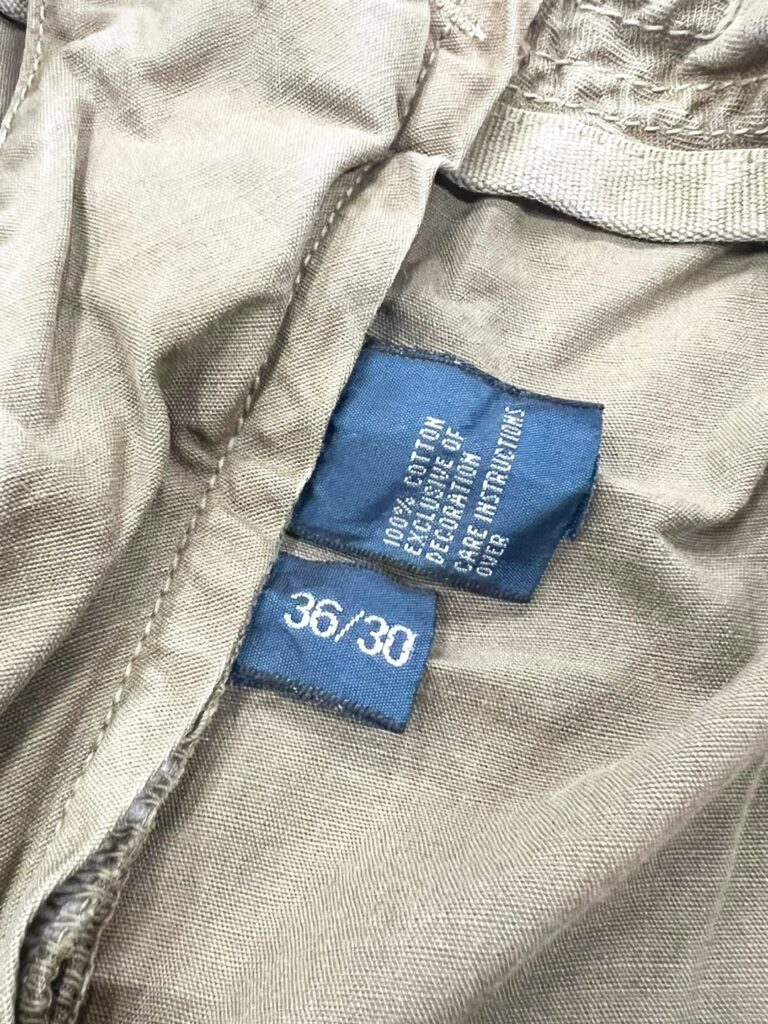 100% COTTON
EXCLUSIVE OF
DECORATION
CARE INSTRUCTIONS
OVER
36/30